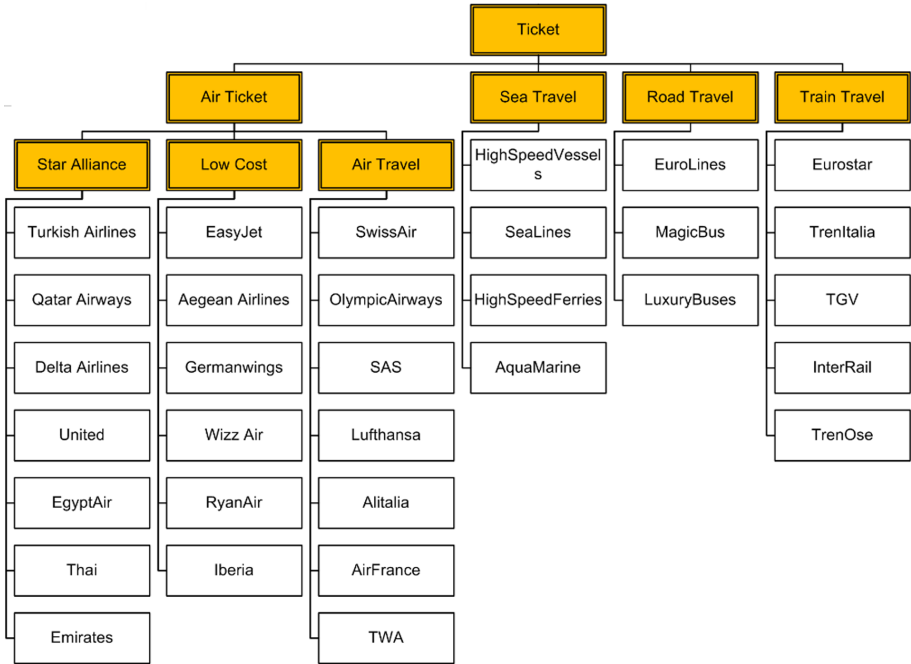 Ticket
Air Ticket
Sea Travel
Road Travel
Train Travel
Star Alliance
Low Cost
Air Travel
HighSpeedVessel
s
EuroLines
Eurostar
Turkish Airlines
EasyJet
SwissAir
SeaLines
MagicBus
TrenItalia
Qatar Airways
Aegean Airlines
OlympicAirways
HighSpeedFerries
LuxuryBuses
TGV
Delta Airlines
Germanwings
SAS
AquaMarine
InterRail
United
Wizz Air
Lufthansa
TrenOse
EgyptAir
RyanAir
Alitalia
Thai
Iberia
AirFrance
Emirates
TWA